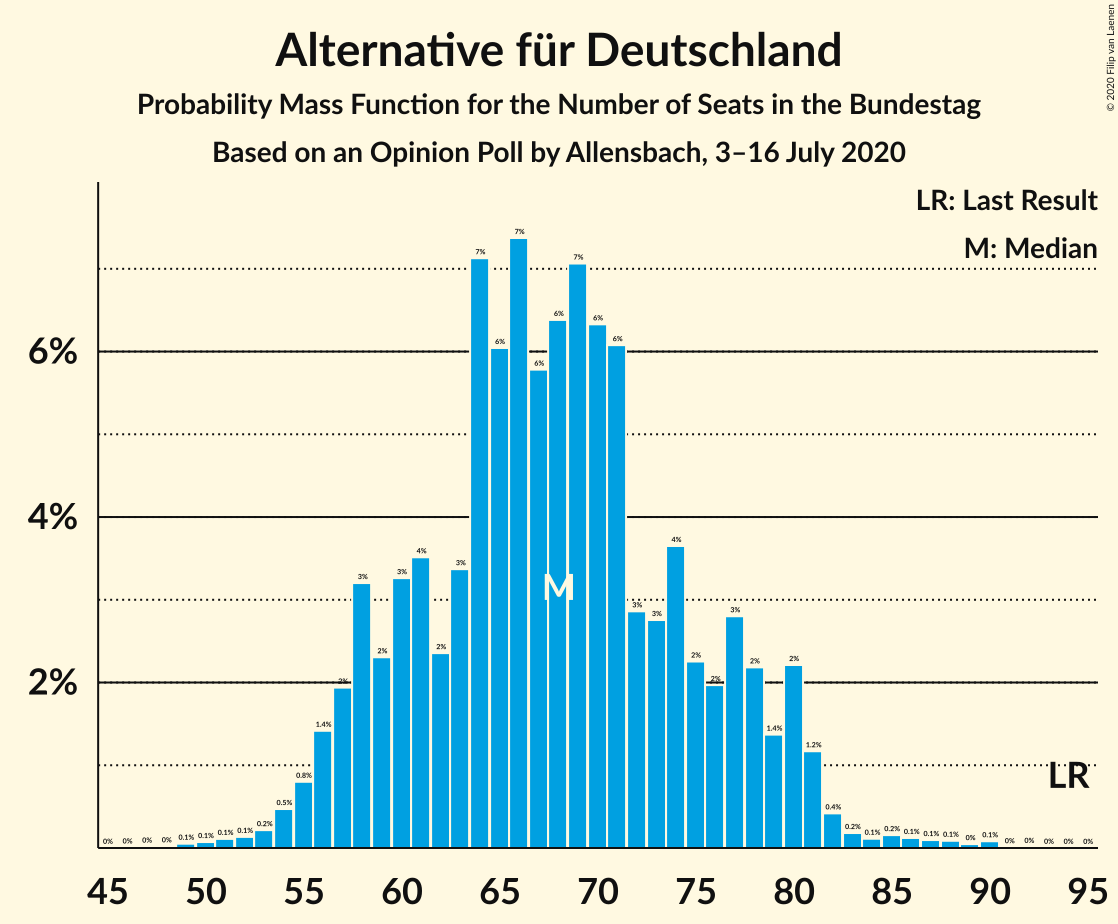 © 2020 Filip van Laenen
Alternative für Deutschland
Probability Mass Function for the Number of Seats in the Bundestag
Based on an Opinion Poll by Allensbach, 3–16 July 2020
LR: Last Result
M: Median
6%
4%
2%
0% 0% 0% 0% 0.1% 0.1% 0.1% 0.1% 0.2% 0.5% 0.8% 1.4% 2% 3% 2% 3% 4% 2% 3% 7% 6% 7% 6% 6% 7% 6% 6% 3% 3% 4% 2% 2% 3% 2% 1.4% 2% 1.2% 0.4% 0.2% 0.1% 0.2% 0.1% 0.1% 0.1% 0% 0.1% 0% 0% 0% 0% 0%
M
LR
45 50 55 60 65 70 75 80 85 90 95